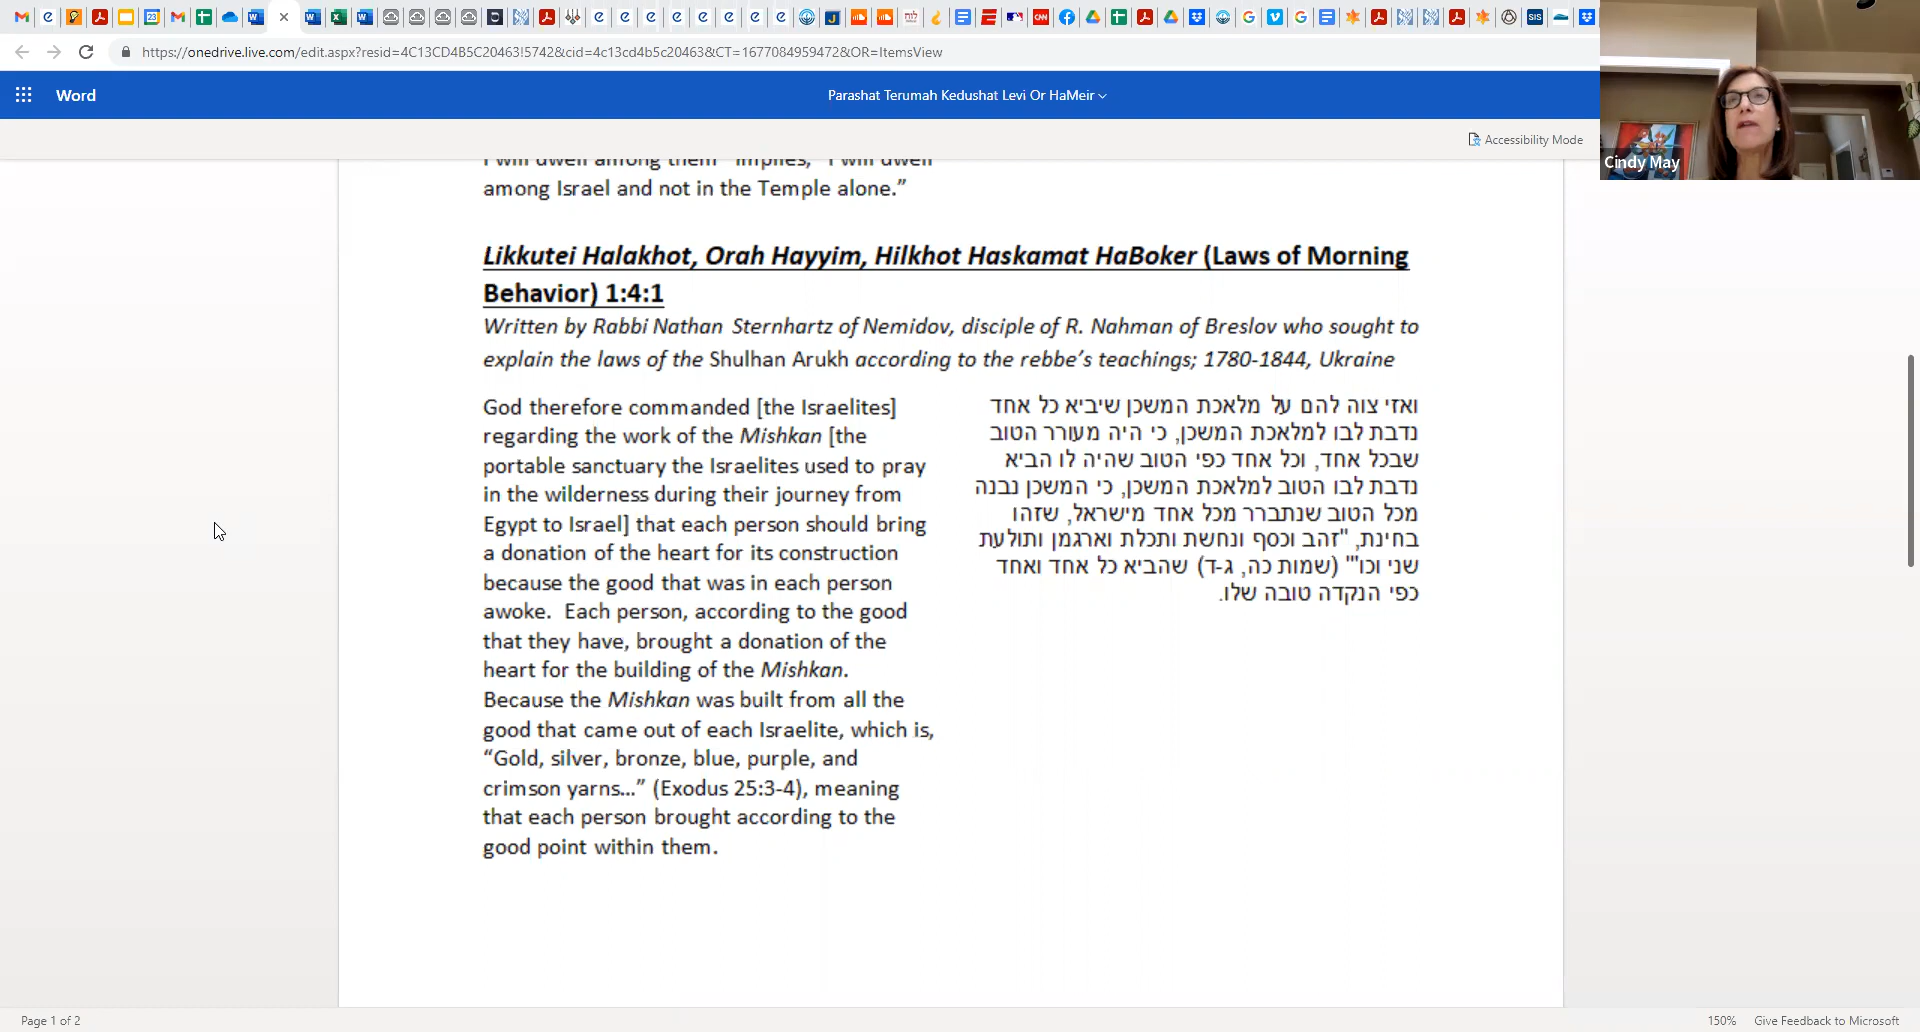 https://onedrive.live.com/edit.aspx?resid=4C13CD4B5C20463!5742&cid=4c13cd4b5c20463&CT=1677084959472&OR=ItemsView
Word
Parashat Terumah Kedushat Levi Or HaMeir
Accessibility Mode
Cindy May
I will dwell among them" implies, "I will dwell
among Israel and not in the Temple alone.”
Likkutei Halakhot, Orah Hayyim, Hilkhot Haskamat HaBoker (Laws of Morning
Behavior) 1:4:1
Written by Rabbi Nathan Sternhartz of Nemidov, disciple of R. Nahman of Breslov who sought to
explain the laws of the Shulhan Arukh according to the rebbe’s teachings; 1780-1844, Ukraine
God therefore commanded [the Israelites]
regarding the work of the Mishkan [the
portable sanctuary the Israelites used to pray
in the wilderness during their journey from
Egypt to Israel] that each person should bring
a donation of the heart for its construction
because the good that was in each person
awoke.  Each person, according to the good
that they have, brought a donation of the
heart for the building of the Mishkan.
Because the Mishkan was built from all the
good that came out of each Israelite, which is,
“Gold, silver, bronze, blue, purple, and
crimson yarns…” (Exodus 25:3-4), meaning
that each person brought according to the
good point within them.
ואזי צוה להם על מלאכת המשכן שיביא כל אחד
נדבת לבו למלאכת המשכן, כי היה מעורר הטוב
שבכל אחד, וכל אחד כפי הטוב שהיה לו הביא
נדבת לבו הטוב למלאכת המשכן, כי המשכן נבנה
מכל הטוב שנתברר מכל אחד מישראל, שזהו
בחינת, "זהב וכסף ונחשת ותכלת וארגמן ותולעת
שני וכו'" (שמות כה, ג-ד) שהביא כל אחד ואחד
כפי הנקדה טובה שלו.
Page 1 of 2
150%
Give Feedback to Microsoft